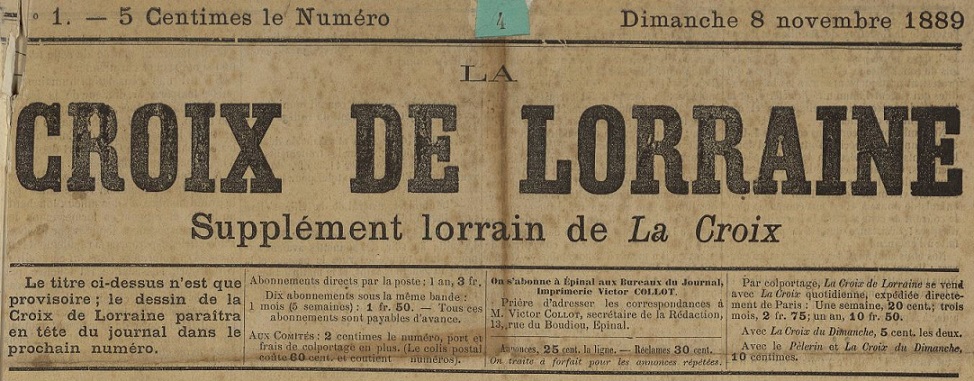 o 1. — 5 Centimes le Numéro
4
Dimanche 8 novembre 1889
LA
CROIX DE LORRAINE
Supplément lorrain de La Croix
Le titre ci-dessus n'est que
provisoire ; le dessin de la
Croix de Lorraine paraîtra
en tête du journal dans le
prochain numéro.
Abonnements directs par la poste : 1 an, 3 fr.
Dix abonnements sous la même bande :
1 mois (5 semaines) : 1 fr. 50. — Tous ces
abonnements sont payables d'avance.
AUX COMITÉS : 2 centimes le numéro, port et
frais de colportage en plus. (Le colis postal
coûte 60 cent. et contient numéros).
On s'abonne à Épinal aux Bureaux du Journal,
Imprimerie Victor COLLOT.
Prière d'adresser les correspondances à
M. VICTOR COLLOT, secrétaire de la Rédaction,
13, rue du Boudiou, Épinal.
Annonces, 25 cent. la ligne. — Réclames 30 cent.
On traite a forfait pour les annonces répétées.
Par colportage, La Croix de Lorraine se vend
avec La Croix quotidienne, expédiée directe-
ment de Paris : Une semaine, 20 cent ; trois
mois, 2 fr. 75; un an, 10 fr. 50.
Avec La Croix du Dimanche, 5 cent. les deux.
Avec le Pèlerin et La Croix du Dimanche,
10 centimes.